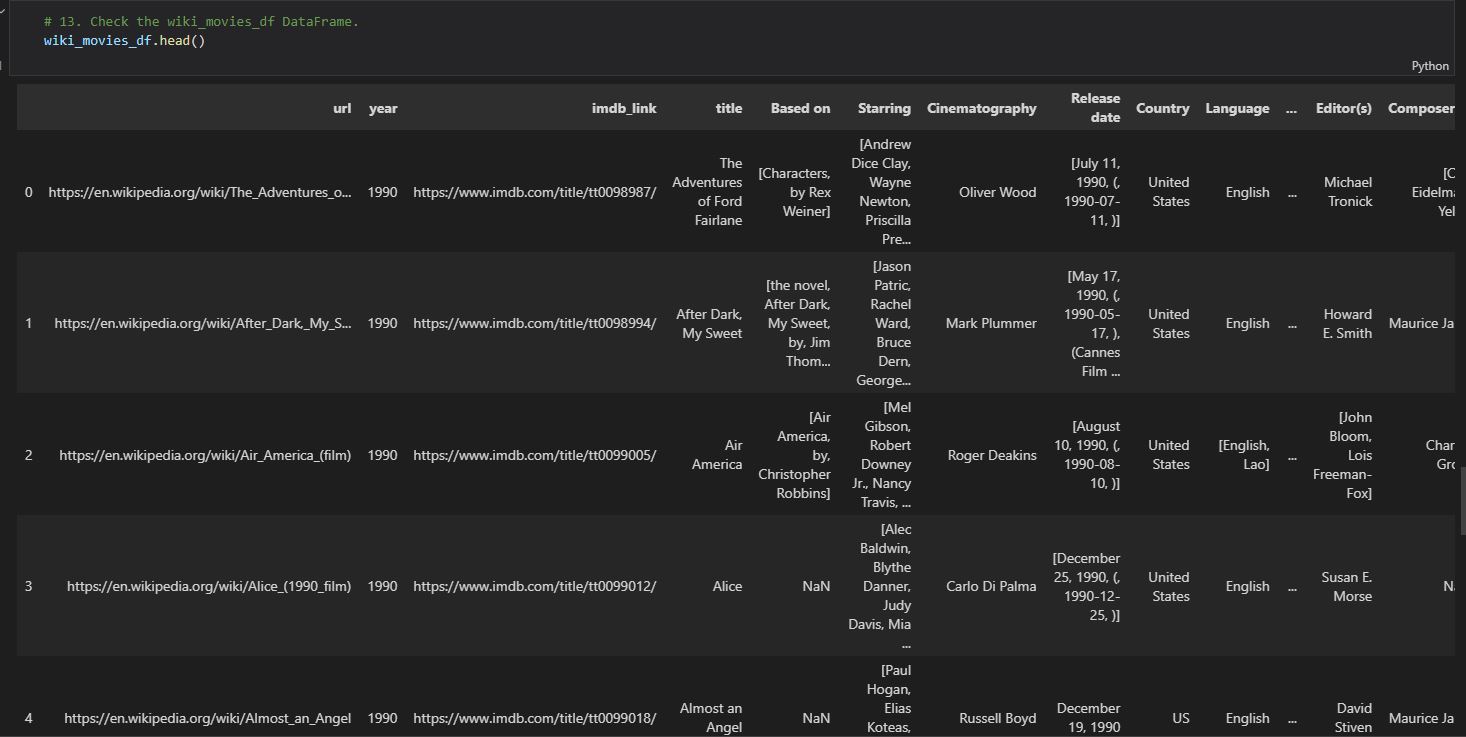 # 13. Check the wiki_movies_df DataFrame.
wiki_movies_df.head()
Python
url year imdb_link title Based on Starring Cinematography Release date Country Language ... Editor(s) Composer
0 https://en.wikipedia.org/wiki/The_Adventures_o... 1990 https://www.imdb.com/title/tt0098987/ The Adventures of Ford Fairlane [Characters, by Rex Weiner] [Andrew Dice Clay, Wayne Newton, Priscilla Pre... Oliver Wood [July 11, 1990, (, 1990-07-11, )] United States English ... Michael Tronick [C Eidelma Yel
1 https://en.wikipedia.org/wiki/After_Dark,_My_S... 1990 https://www.imdb.com/title/tt0098994/ After Dark, My Sweet [the novel, After Dark, My Sweet, by, Jim Thom... [Jason Patric, Rachel Ward, Bruce Dern, George... Mark Plummer [May 17, 1990, (, 1990-05-17, ), (Cannes Film ... United States English ... Howard E. Smith Maurice Ja
2 https://en.wikipedia.org/wiki/Air_America_(film) 1990 https://www.imdb.com/title/tt0099005/ Air America [Air America, by, Christopher Robbins] [Mel Gibson, Robert Downey Jr., Nancy Travis, ... Roger Deakins [August 10, 1990, (, 1990-08-10, )] United States [English, Lao] ... [John Bloom, Lois Freeman-Fox] Char Gro
3 https://en.wikipedia.org/wiki/Alice_(1990_film) 1990 https://www.imdb.com/title/tt0099012/ Alice NaN [Alec Baldwin, Blythe Danner, Judy Davis, Mia ... Carlo Di Palma [December 25, 1990, (, 1990-12-25, )] United States English ... Susan E. Morse Na
4 https://en.wikipedia.org/wiki/Almost_an_Angel 1990 https://www.imdb.com/title/tt0099018/ Almost an Angel NaN [Paul Hogan, Elias Koteas, Russell Boyd December 19, 1990 US English ... David Stiven Maurice Ja